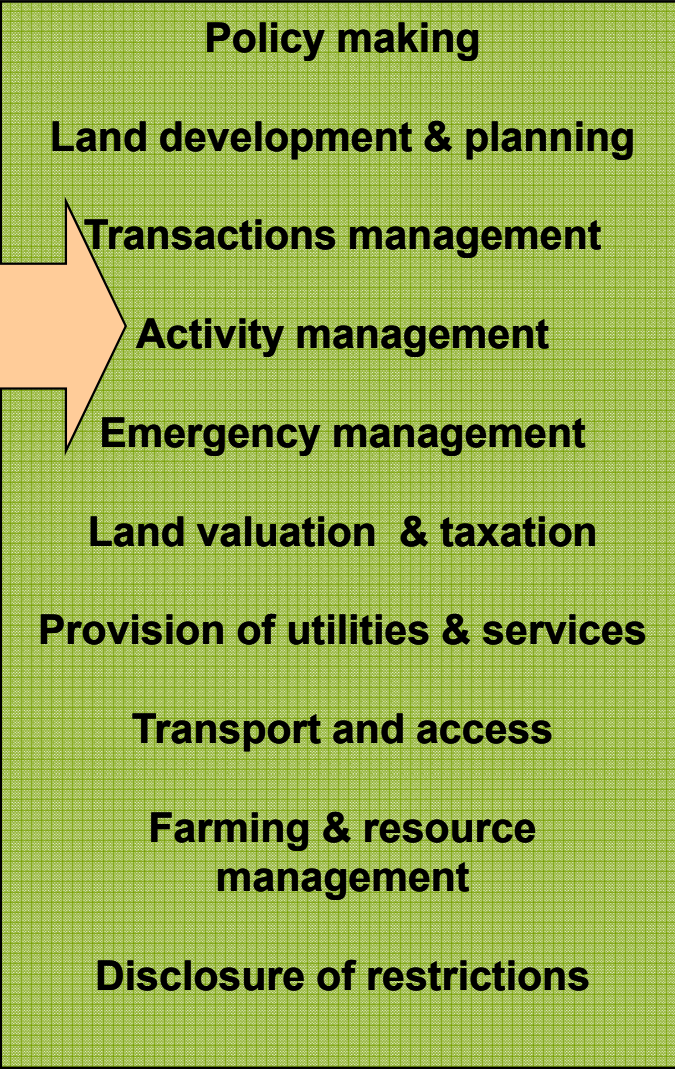 Policy making
Land development & planning
Transactions management
Activity management
Emergency management
Land valuation  & taxation
Provision of utilities & services
Transport and access
Farming & resource
management
Disclosure of restrictions